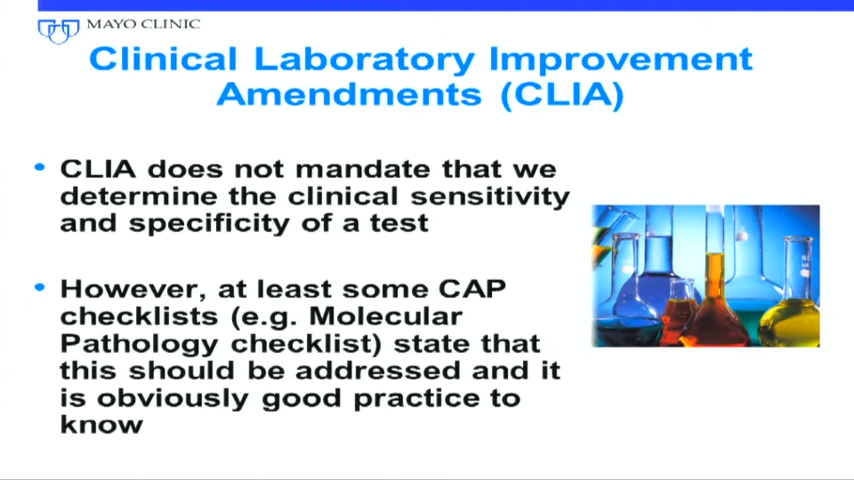 MAYO CLINIC
Clinical Laboratory Improvement
Amendments (CLIA)
• CLIA does not mandate that we
determine the clinical sensitivity
and specificity of a test
• However, at least some CAP
checklists (e.g. Molecular
Pathology checklist) state that
this should be addressed and it
is obviously good practice to
know